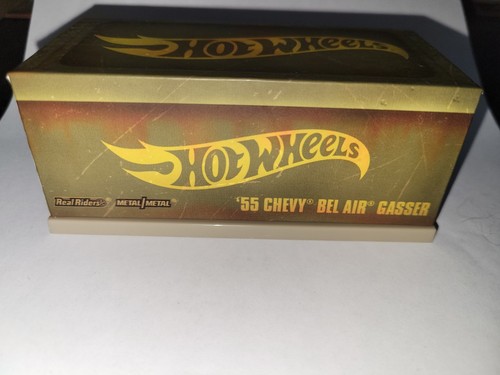 HOT WHEELS
HOT WHEELS
Real Riders® METAL/METAL®
'55 CHEVY® BEL AIR® GASSER